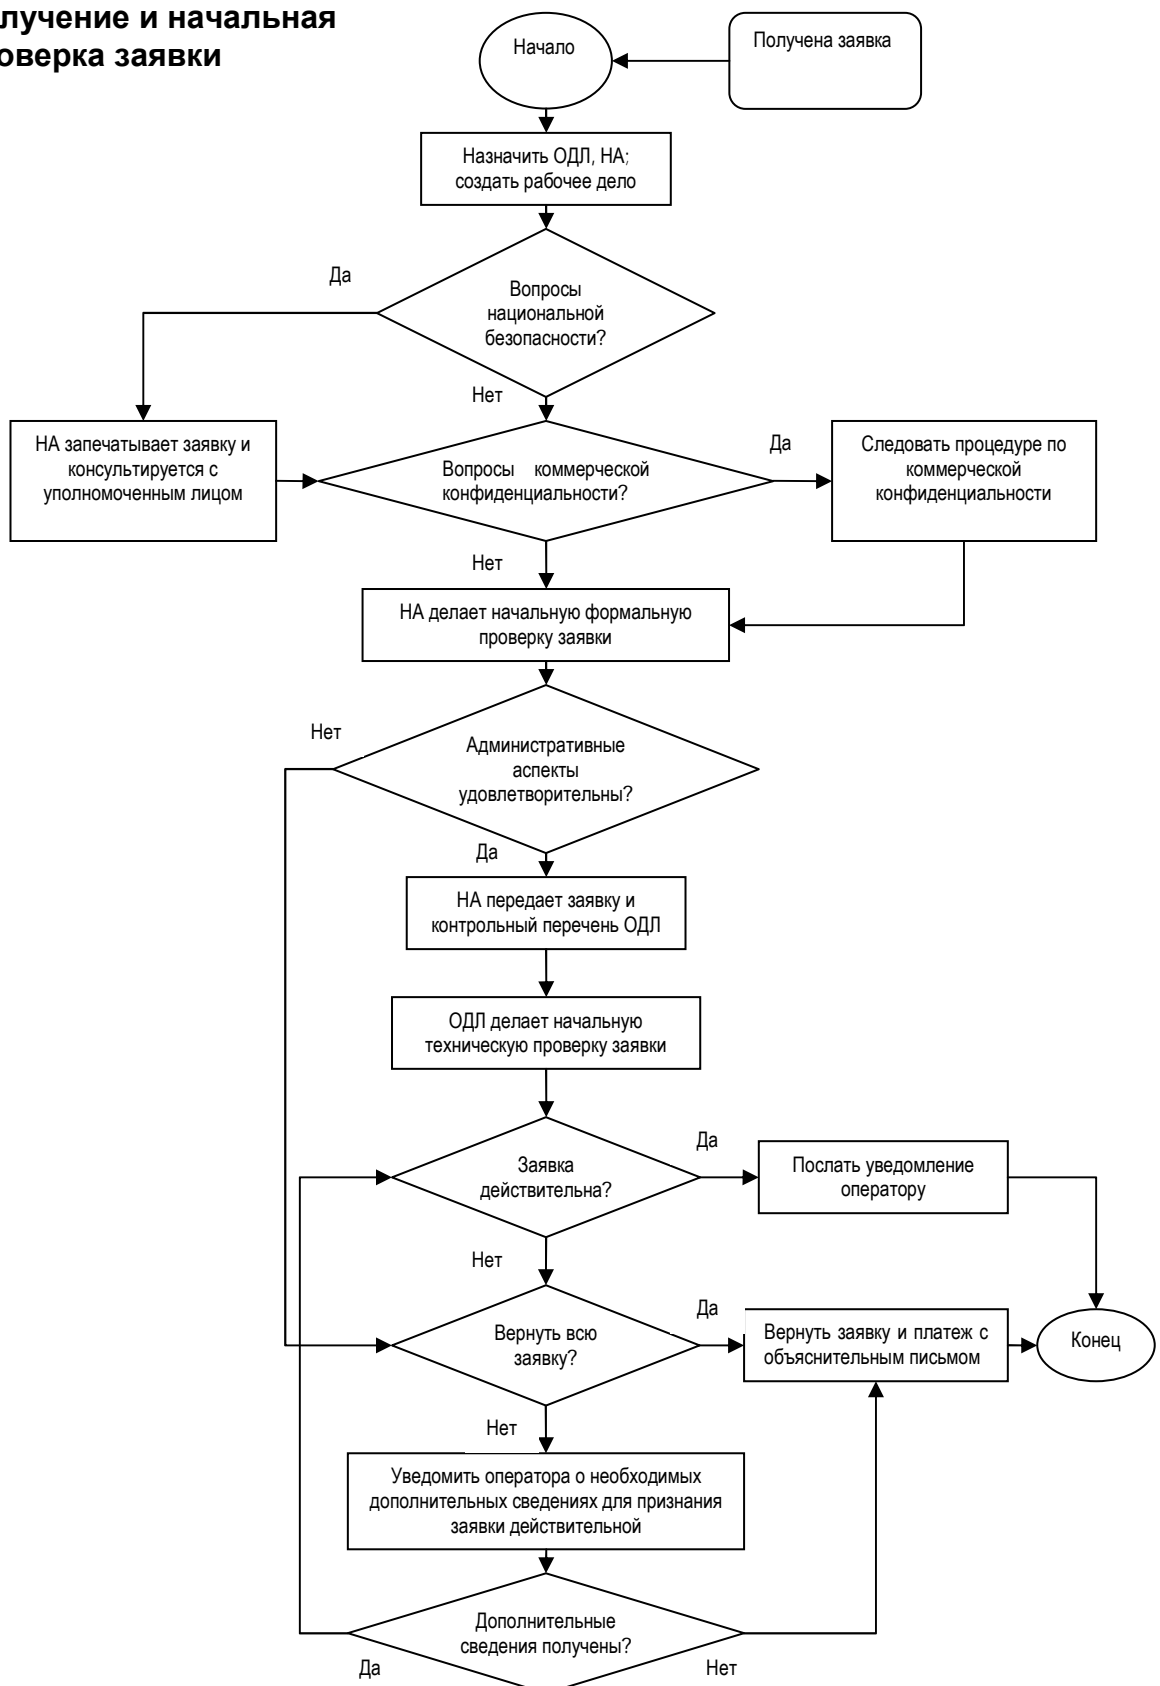 лучение и начальная
оверка заявки
Начало
Получена заявка
Назначить ОДЛ, НА;
создать рабочее дело
Да
Вопросы
национальной
безопасности?
Нет
НА запечатывает заявку и
консультируется с
уполномоченным лицом
Вопросы коммерческой
конфиденциальности?
Да
Следовать процедуре по
коммерческой
конфиденциальности
Нет
НА делает начальную формальную
проверку заявки
Нет
Административные
аспекты
удовлетворительны?
Да
НА передает заявку и
контрольный перечень ОДЛ
ОДЛ делает начальную
техническую проверку заявки
Заявка
действительна?
Да
Послать уведомление
оператору
Нет
Вернуть всю
заявку?
Да
Вернуть заявку и платеж с
объяснительным письмом
Конец
Нет
Уведомить оператора о необходимых
дополнительных сведениях для признания
заявки действительной
Дополнительные
сведения получены?
Да
Нет